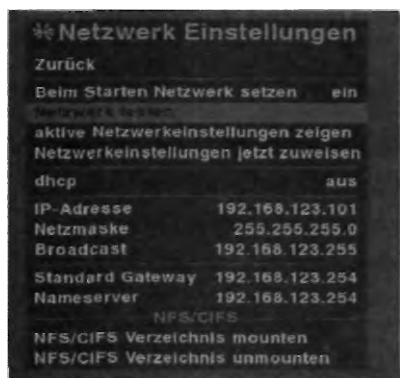 Netzwerk Einstellungen
Zurück
Beim Starten Netzwerk setzen ein
Netzwerk testen
aktive Netzwerkeinstellungen zeigen
Netzwerkeinstellungen jetzt zuweisen
dhcp aus
IP-Adresse 192.168.123.101
Netzmaske 255.255.255.0
Broadcast 192.168.123.255
Standard Gateway 192.168.123.254
Nameserver 192.168.123.254
NFS/CIFS
NFS/CIFS Verzeichnis mounten
NFS/CIFS Verzeichnis unmounten